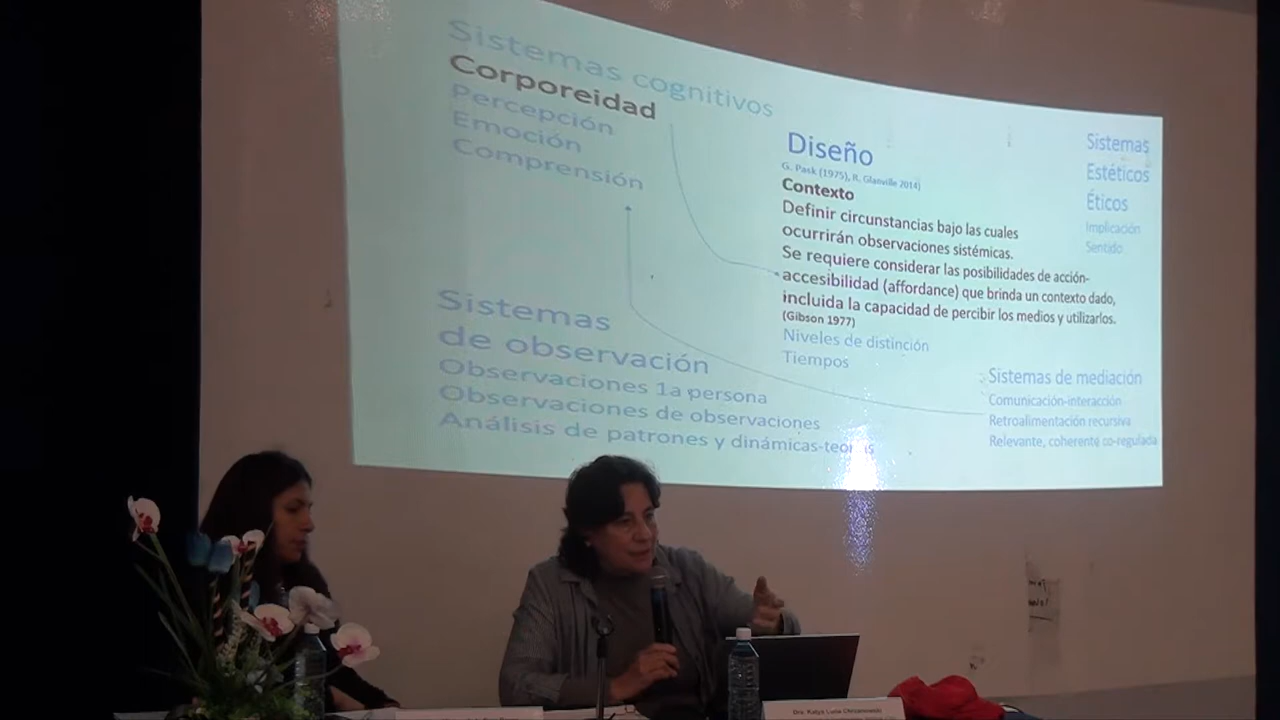 Sistemas cognitivos
Corporeidad
Percepción
Emoción
Comprensión
Diseño
G. Pask (1975), R. Glanville 2014)
Contexto
Definir circunstancias bajo las cuales
ocurrirán observaciones sistémicas.
Se requiere considerar las posibilidades de acción-
accesibilidad (affordance) que brinda un contexto dado,
incluida la capacidad de percibir los medios y utilizarlos.
(Gibson 1977)
Niveles de distinción
Tiempos
Sistemas
Estéticos
Éticos
Implicación
Sentido
Sistemas
de observación
Observaciones 1a persona
Observaciones de observaciones
Análisis de patrones y dinámicas-teorías
Sistemas de mediación
Comunicación-interacción
Retroalimentación recursiva
Relevante, coherente co-regulada
Dra. Katya Luna